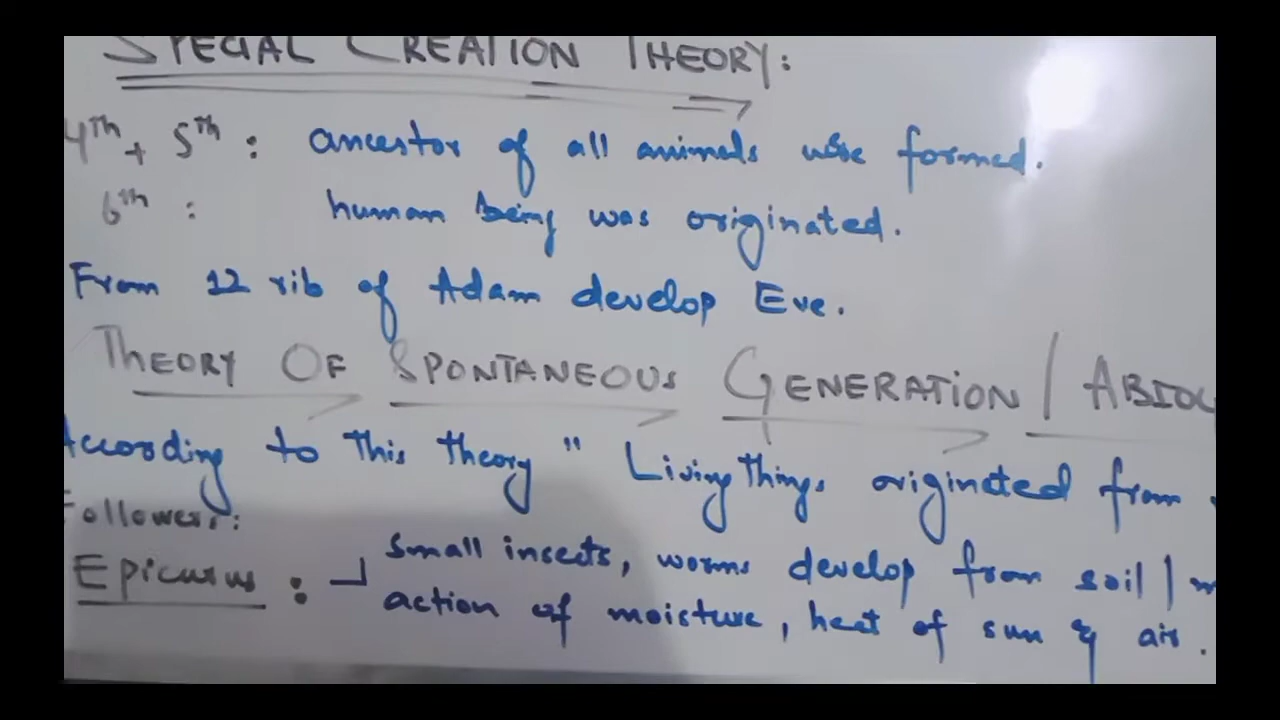 SPECIAL CREATION THEORY:
4Th + 5Th : ancestor of all animals were formed.
6th : human being was originated.
From 12 rib of Adam develop Eve.
THEORY OF SPONTANEOUS GENERATION /
According to this theory " Living things originated from
Follower:
Epicurus : small insects, worms develop from soil /
action of moisture, heat of sun & air.